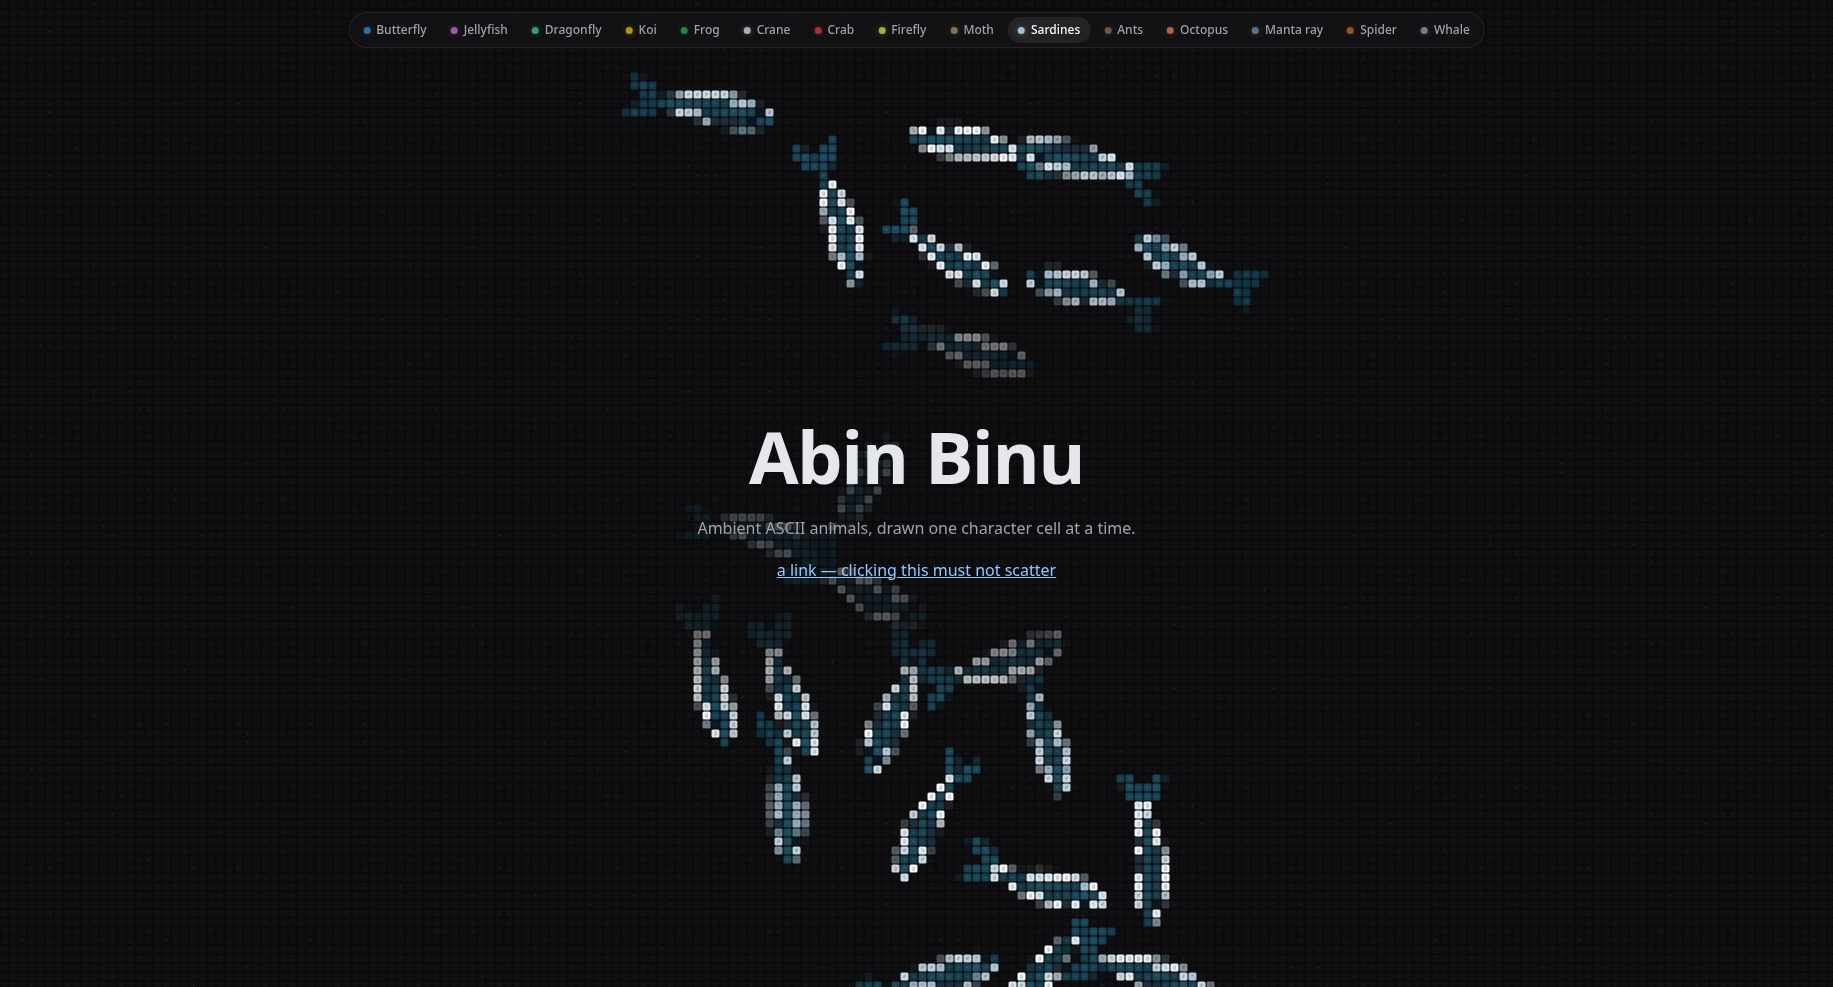 Butterfly Jellyfish Dragonfly Koi Frog Crane Crab Firefly Moth Sardines Ants Octopus Manta ray Spider Whale
Abin Binu
Ambient ASCII animals, drawn one character cell at a time.
a link — clicking this must not scatter